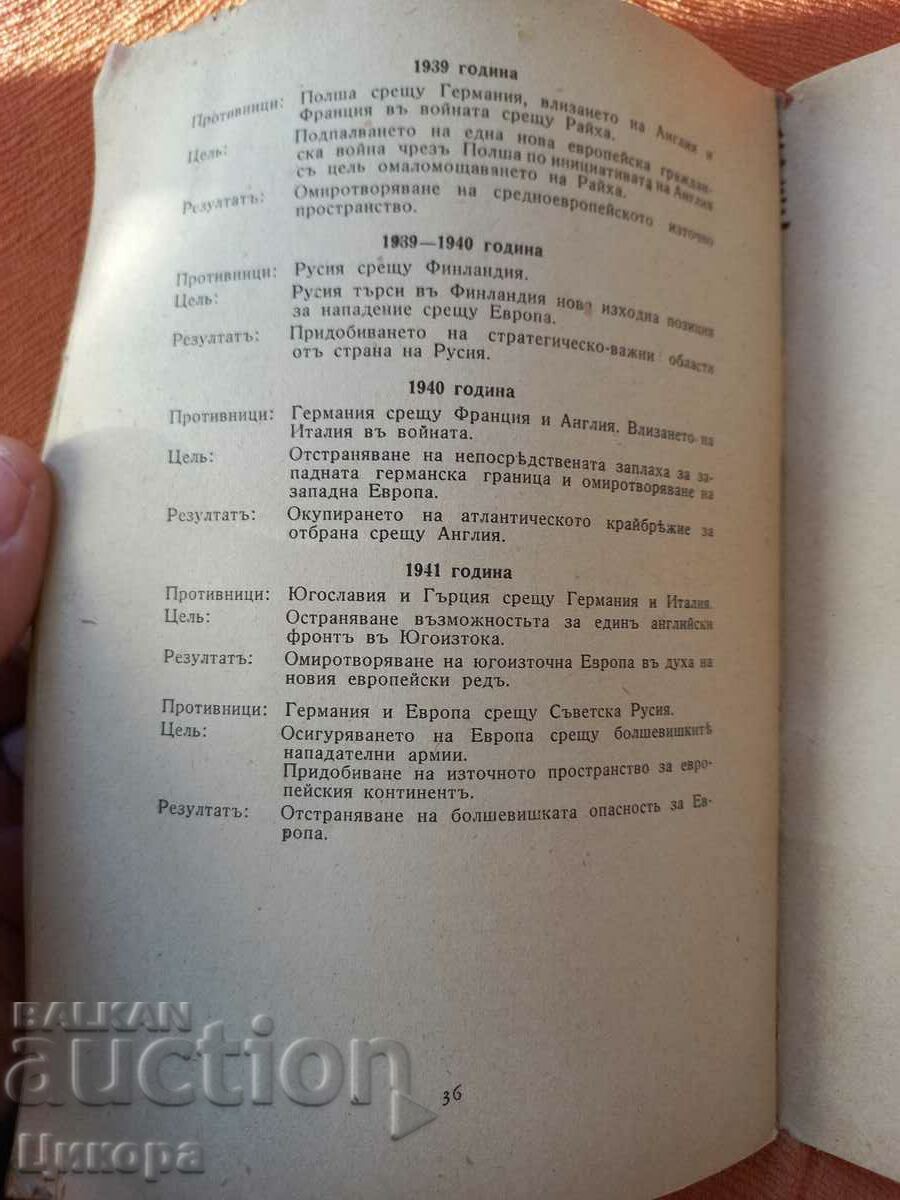 1939 година
Противници: Полша срещу Германия, влизането на Англия и
Франция въ войната срещу Райха.
Цель: Подпалването на една нова европейска граждан-
ска война чрезъ Полша по инициативата на Англия
съ цель омаломощаването на Райха.
Резултатъ: Омиротворяване на средноевропейското източно
пространство.
1939—1940 година
Противници: Русия срещу Финландия.
Цель: Русия търси въ Финландия нова изходна позиция
за нападение срещу Европа.
Резултатъ: Придобиването на стратегическо-важни области
отъ страна на Русия.
1940 година
Противници: Германия срещу Франция и Англия. Влизането на
Италия въ войната.
Цель: Отстраняване на непосрѣдствената заплаха за за-
падната германска граница и омиротворяване на
западна Европа.
Резултатъ: Окупирането на атлантическото крайбрѣжие за
отбрана срещу Англия.
1941 година
Противници: Югославия и Гърция срещу Германия и Италия.
Цель: Остраняване възможностьта за единъ английски
фронтъ въ Югоизтока.
Резултатъ: Омиротворяване на югоизточна Европа въ духа на
новия европейски редъ.
Противници: Германия и Европа срещу Съветска Русия.
Цель: Осигуряването на Европа срещу болшевишкитѣ
нападателни армии.
Придобиване на източното пространство за евро-
пейския континентъ.
Резултатъ: Отстраняване на болшевишката опасность за Ев-
ропа.
36
BALKAN
auction
Цикора